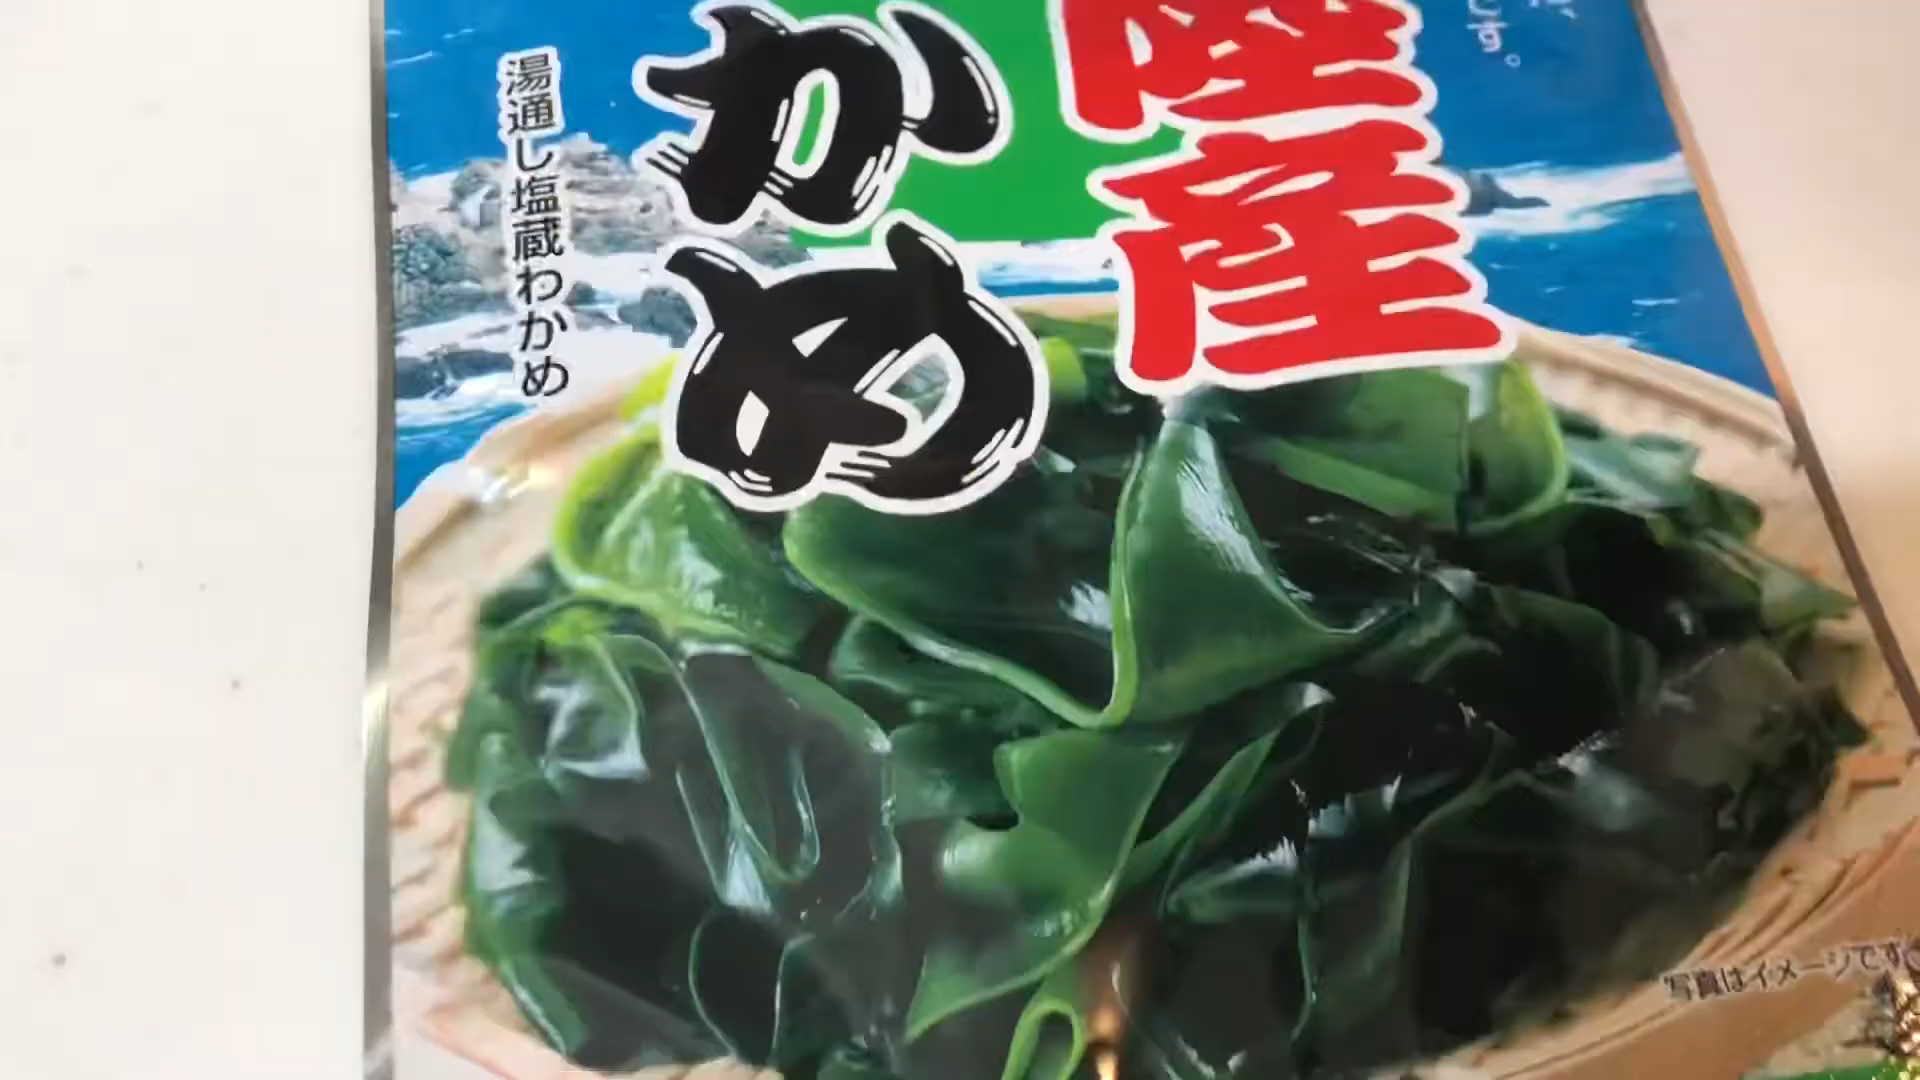 陸産
かめ
湯通し塩蔵わかめ
す。
写真はイメージです。